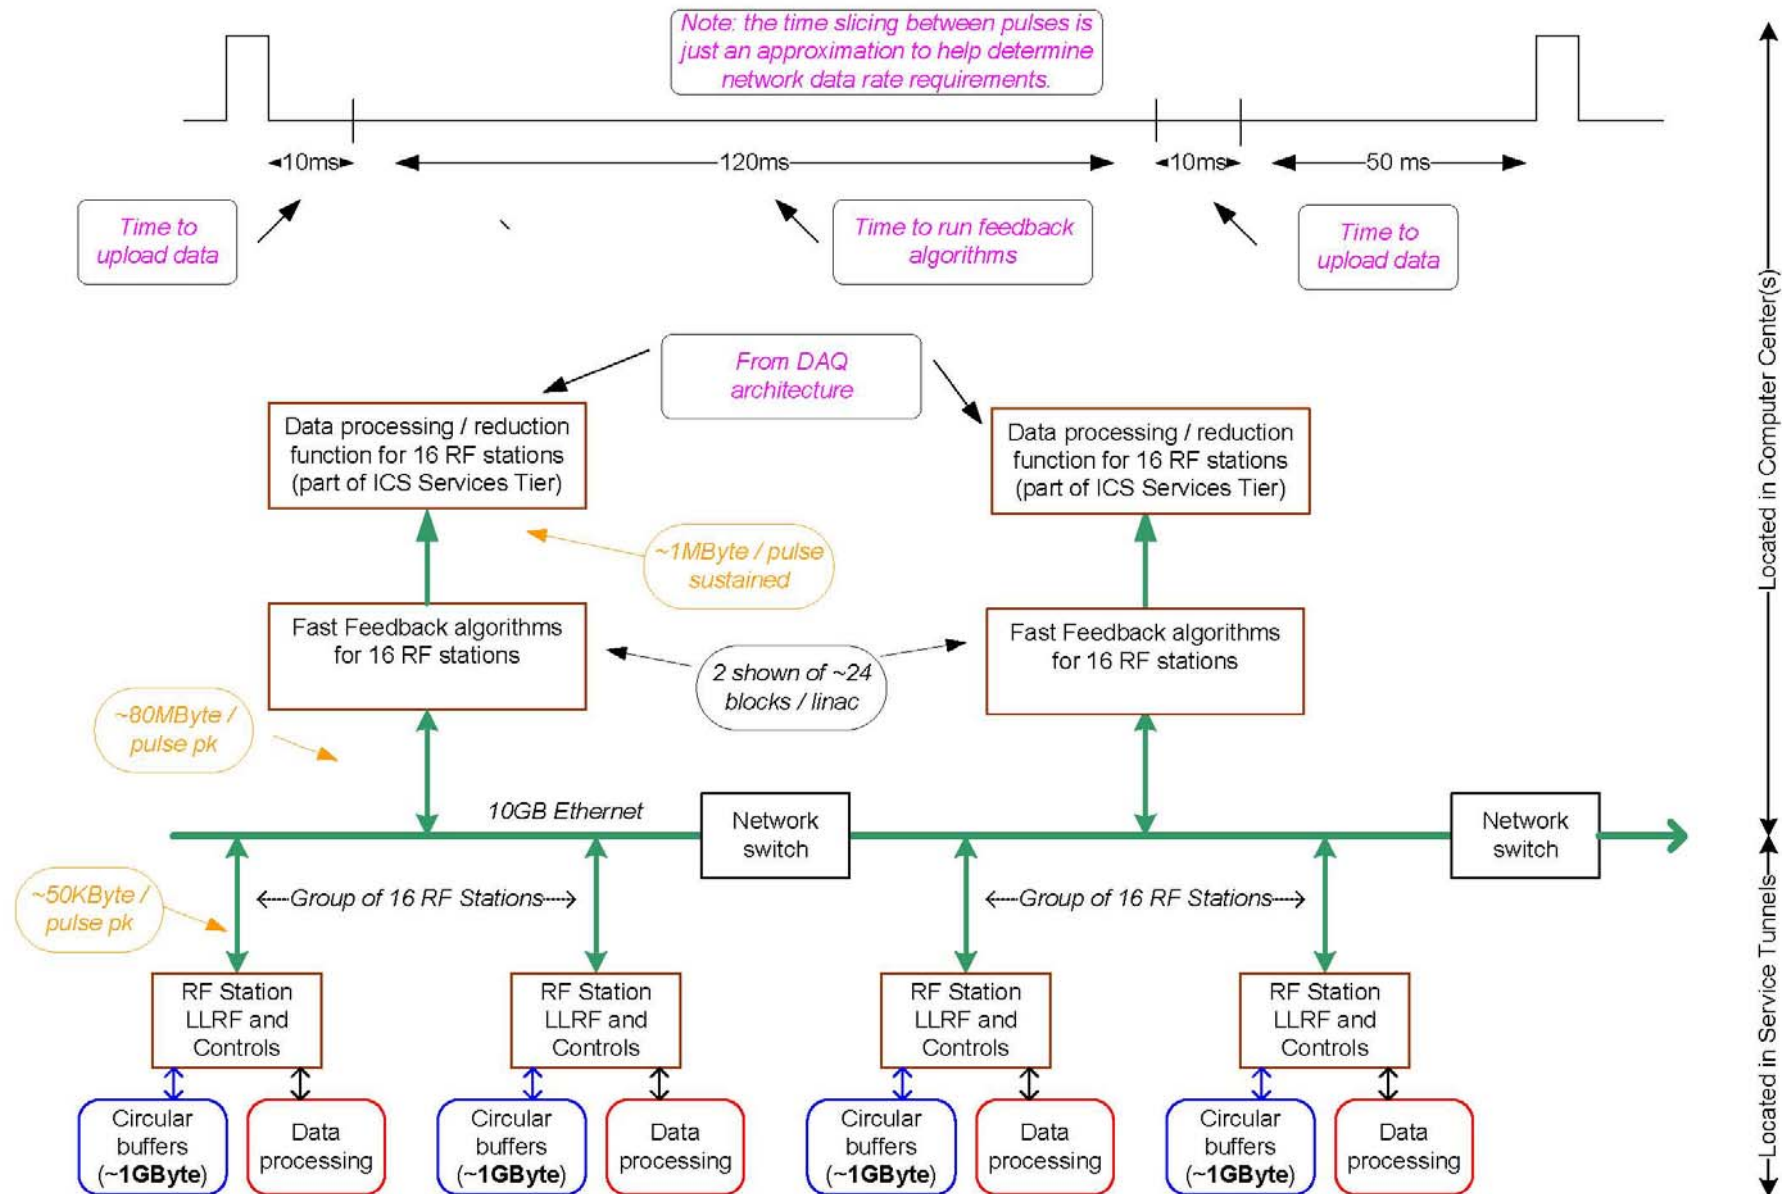 Note: the time slicing between pulses is
just an approximation to help determine
network data rate requirements.
10ms
120ms
10ms
50 ms
Time to
upload data
Time to run feedback
algorithms
Time to
upload data
Located in Computer Center(s)
From DAQ
architecture
Data processing / reduction
function for 16 RF stations
(part of ICS Services Tier)
Data processing / reduction
function for 16 RF stations
(part of ICS Services Tier)
~1MByte / pulse
sustained
Fast Feedback algorithms
for 16 RF stations
Fast Feedback algorithms
for 16 RF stations
2 shown of ~24
blocks / linac
~80MByte /
pulse pk
10GB Ethernet
Network
switch
Network
switch
~50KByte /
pulse pk
Group of 16 RF Stations
Group of 16 RF Stations
Located in Service Tunnels
RF Station
LLRF and
Controls
RF Station
LLRF and
Controls
RF Station
LLRF and
Controls
RF Station
LLRF and
Controls
Circular
buffers
(~1GByte)
Data
processing
Circular
buffers
(~1GByte)
Data
processing
Circular
buffers
(~1GByte)
Data
processing
Circular
buffers
(~1GByte)
Data
processing